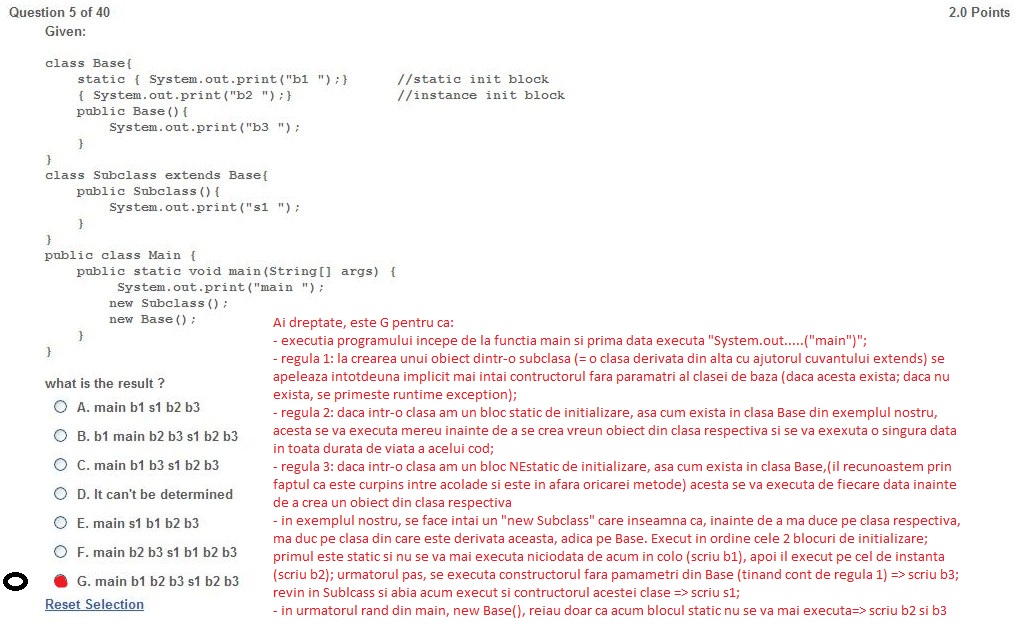 Question 5 of 40
2.0 Points
Given:
class Base{
static { System.out.print("b1 ");} //static init block
{ System.out.print("b2 ");} //instance init block
public Base(){
System.out.print("b3 ");
}
}
class Subclass extends Base{
public Subclass(){
System.out.print("s1 ");
}
}
public class Main {
public static void main(String[] args) {
System.out.print("main ");
new Subclass();
new Base();
}
}
what is the result ?
A. main b1 s1 b2 b3
B. b1 main b2 b3 s1 b2 b3
C. main b1 b3 s1 b2 b3
D. It can't be determined
E. main s1 b1 b2 b3
F. main b2 b3 s1 b1 b2 b3
G. main b1 b2 b3 s1 b2 b3
Reset Selection
Ai dreptate, este G pentru ca:
- executia programului incepe de la functia main si prima data executa "System.out.....("main")";
- regula 1: la crearea unui obiect dintr-o subclasa (= o clasa derivata din alta cu ajutorul cuvantului extends) se
apeleaza intotdeuna implicit mai intai contructorul fara paramatri al clasei de baza (daca acesta exista; daca nu
exista, se primeste runtime exception);
- regula 2: daca intr-o clasa am un bloc static de initializare, asa cum exista in clasa Base din exemplul nostru,
acesta se va executa mereu inainte de a se crea vreun obiect din clasa respectiva si se va exexuta o singura data
in toata durata de viata a acelui cod;
- regula 3: daca intr-o clasa am un bloc NEstatic de initializare, asa cum exista in clasa Base,(il recunoastem prin
faptul ca este curpins intre acolade si este in afara oricarei metode) acesta se va executa de fiecare data inainte
de a crea un obiect din clasa respectiva
- in exemplul nostru, se face intai un "new Subclass" care inseamna ca, inainte de a ma duce pe clasa respectiva,
ma duc pe clasa din care este derivata aceasta, adica pe Base. Execut in ordine cele 2 blocuri de initializare;
primul este static si nu se va mai executa niciodata de acum in colo (scriu b1), apoi il execut pe cel de instanta
(scriu b2); urmatorul pas, se executa constructorul fara pamametri din Base (tinand cont de regula 1) => scriu b3;
revin in Sublcass si abia acum execut si contructorul acestei clase => scriu s1;
- in urmatorul rand din main, new Base(), reiau doar ca acum blocul static nu se va mai executa=> scriu b2 si b3